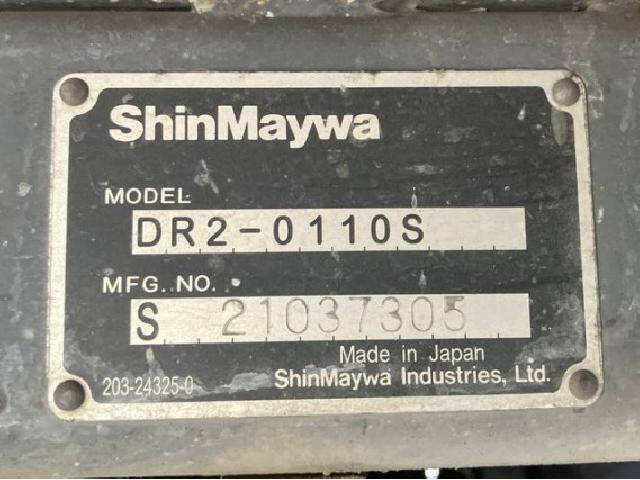 ShinMaywa
MODEL
DR2-0110S
MFG. NO.
S 21037305
Made in Japan
203-24325-0 ShinMaywa Industries, Ltd.